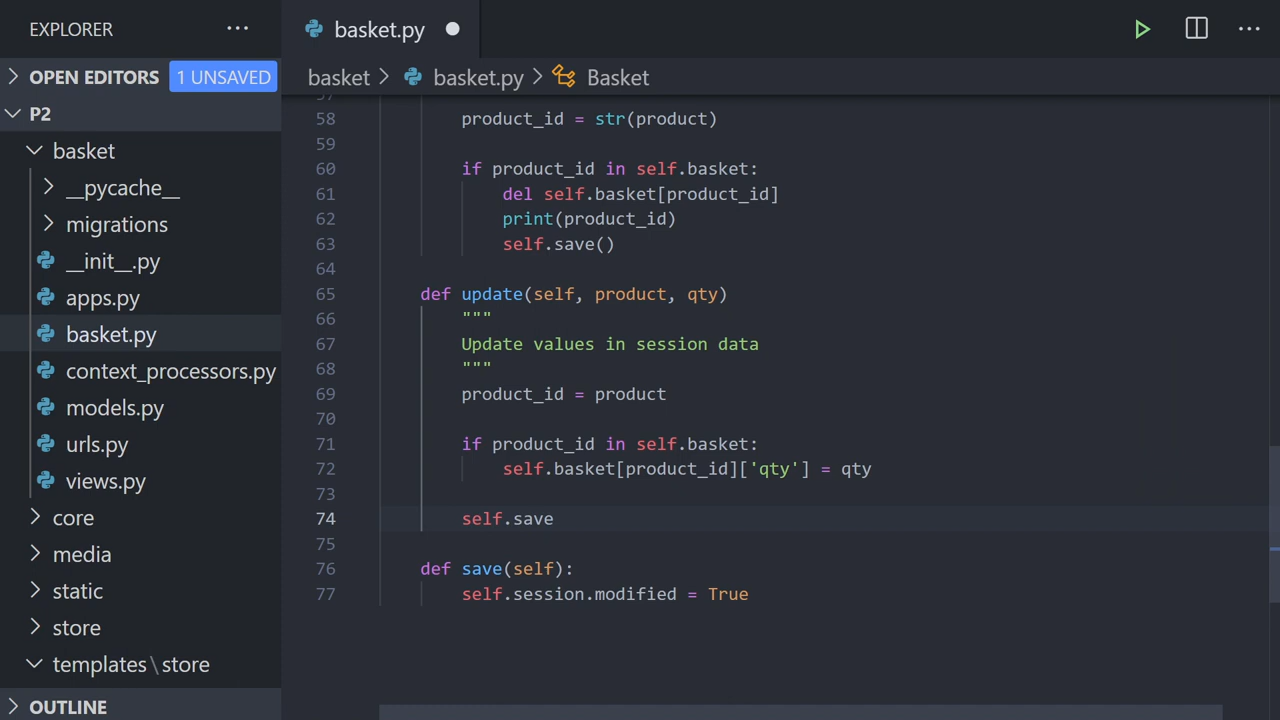 EXPLORER ···
basket.py
OPEN EDITORS 1 UNSAVED
basket > basket.py > Basket
P2
basket
__pycache__
migrations
__init__.py
apps.py
basket.py
context_processors.py
models.py
urls.py
views.py
core
media
static
store
templates\store
OUTLINE
57
58 product_id = str(product)
59
60 if product_id in self.basket:
61 del self.basket[product_id]
62 print(product_id)
63 self.save()
64
65 def update(self, product, qty)
66 """
67 Update values in session data
68 """
69 product_id = product
70
71 if product_id in self.basket:
72 self.basket[product_id]['qty'] = qty
73
74 self.save
75
76 def save(self):
77 self.session.modified = True